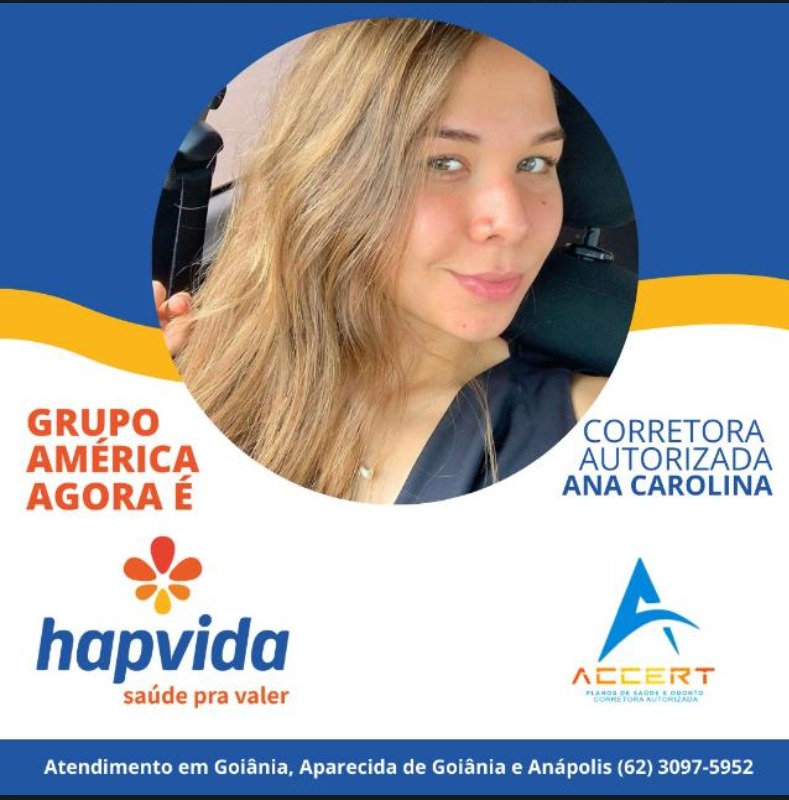 GRUPO
AMÉRICA
AGORA É
hapvida
saúde pra valer
CORRETORA
AUTORIZADA
ANA CAROLINA
ACCERT
PLANOS DE SAÚDE E ODONTO
CORRETORA AUTORIZADA
Atendimento em Goiânia, Aparecida de Goiânia e Anápolis (62) 3097-5952